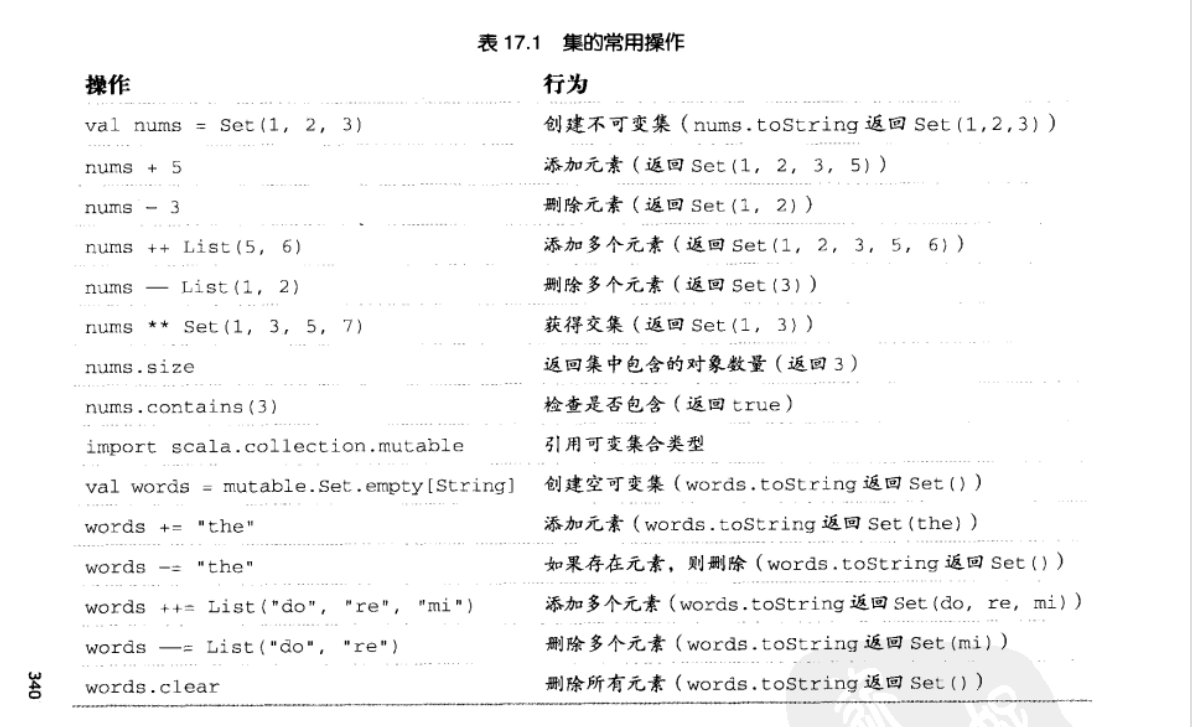 表 17.1 集的常用操作
操作 行为
val nums = Set(1, 2, 3) 创建不可变集(nums.toString 返回 Set(1,2,3))
nums + 5 添加元素(返回 Set(1, 2, 3, 5))
nums - 3 删除元素(返回 Set(1, 2))
nums ++ List(5, 6) 添加多个元素(返回 Set(1, 2, 3, 5, 6))
nums -- List(1, 2) 删除多个元素(返回 Set(3))
nums ** Set(1, 3, 5, 7) 获得交集(返回 Set(1, 3))
nums.size 返回集中包含的对象数量(返回 3)
nums.contains(3) 检查是否包含(返回 true)
import scala.collection.mutable 引用可变集合类型
val words = mutable.Set.empty[String] 创建空可变集(words.toString 返回 Set())
words += "the" 添加元素(words.toString 返回 Set(the))
words -= "the" 如果存在元素，则删除(words.toString 返回 Set())
words ++= List("do", "re", "mi") 添加多个元素(words.toString 返回 Set(do, re, mi))
words --= List("do", "re") 删除多个元素(words.toString 返回 Set(mi))
words.clear 删除所有元素(words.toString 返回 Set())
340